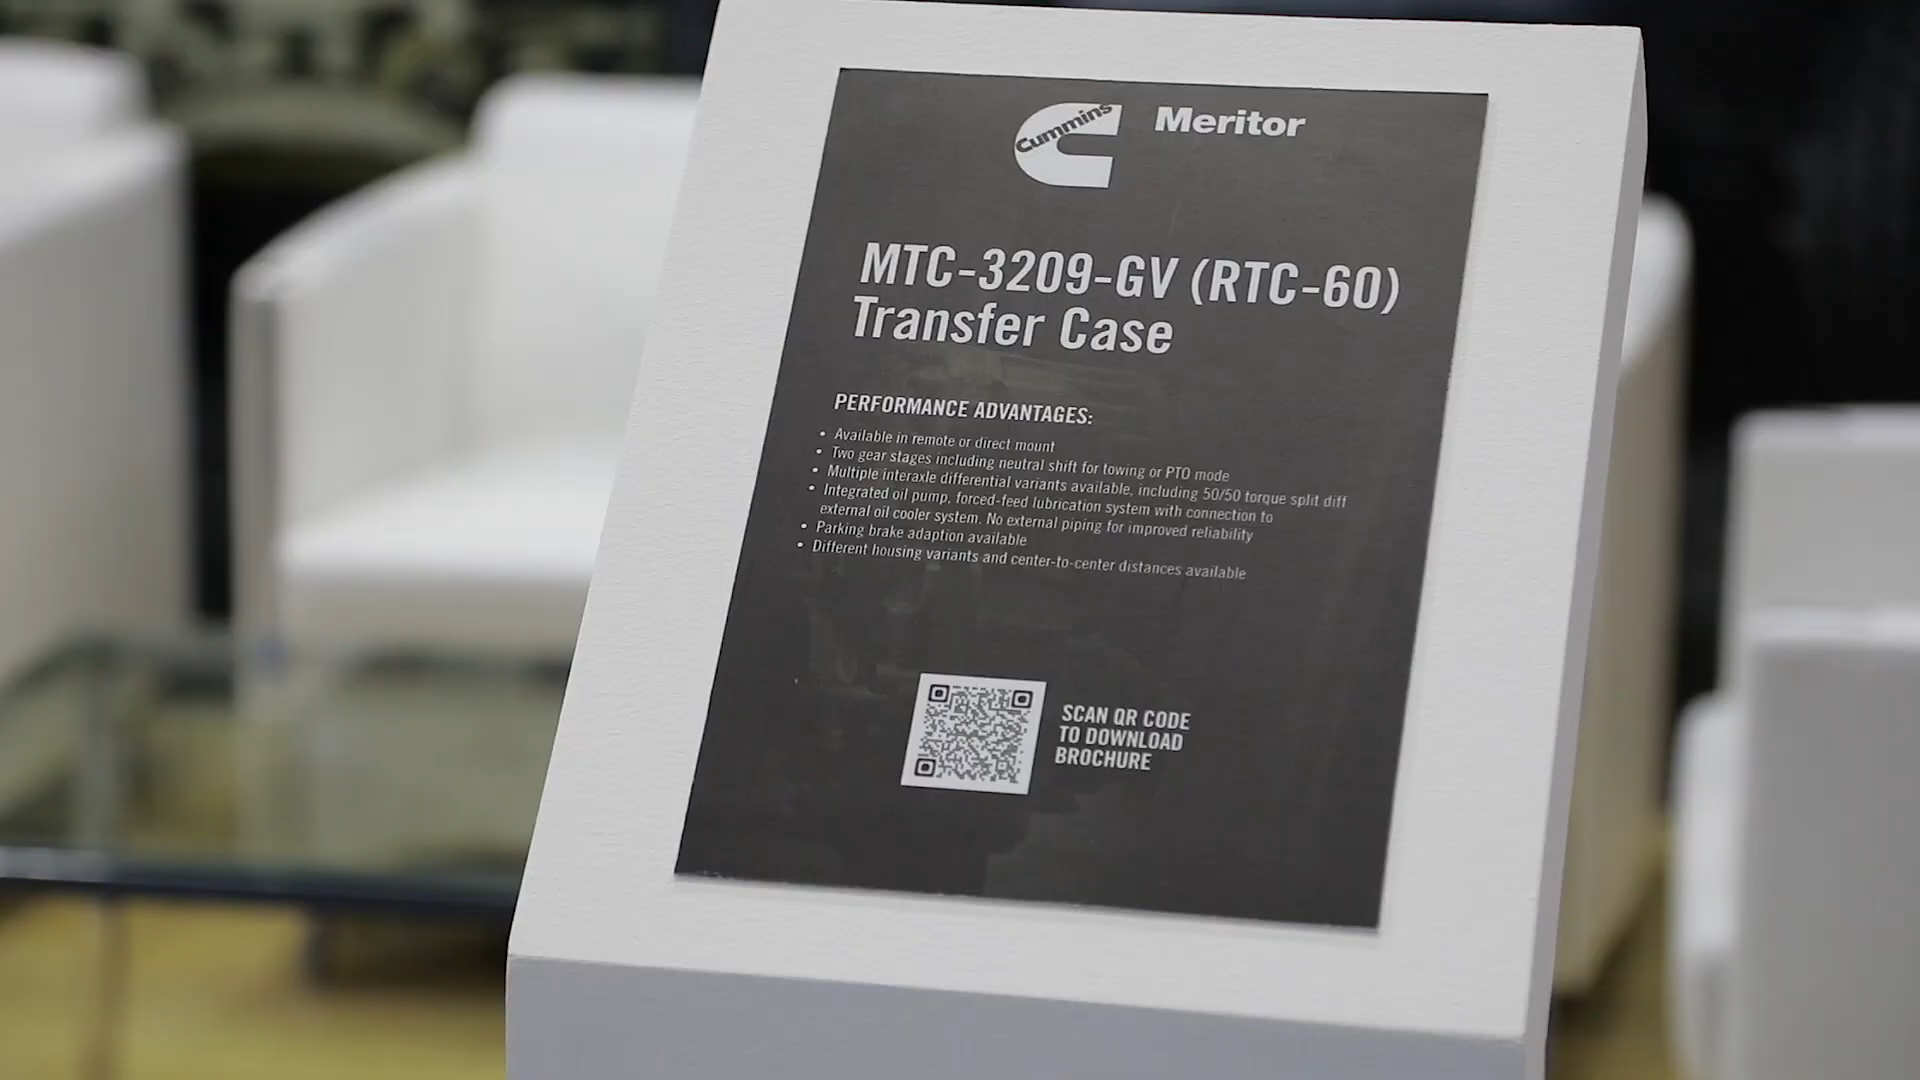 Cummins
Meritor
MTC-3209-GV (RTC-60)
Transfer Case
PERFORMANCE ADVANTAGES:
• Available in remote or direct mount
• Two gear stages including neutral shift for towing or PTO mode
• Multiple interaxle differential variants available, including 50/50 torque split diff
• Integrated oil pump, forced-feed lubrication system with connection to
external oil cooler system. No external piping for improved reliability
• Parking brake adaption available
• Different housing variants and center-to-center distances available
SCAN QR CODE
TO DOWNLOAD
BROCHURE